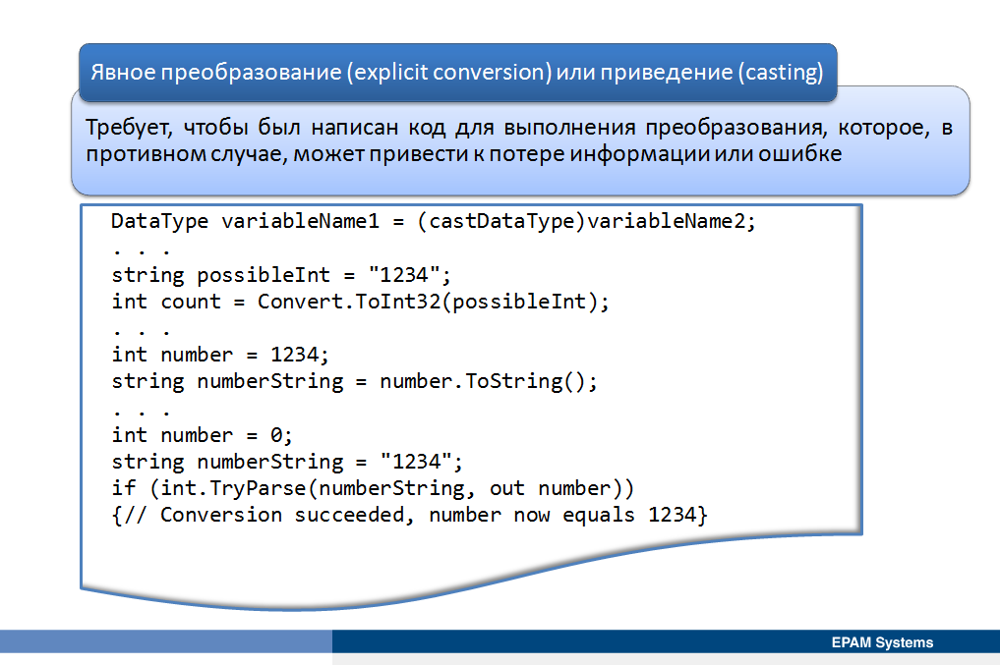 Явное преобразование (explicit conversion) или приведение (casting)
Требует, чтобы был написан код для выполнения преобразования, которое, в
противном случае, может привести к потере информации или ошибке
DataType variableName1 = (castDataType)variableName2;
. . .
string possibleInt = "1234";
int count = Convert.ToInt32(possibleInt);
. . .
int number = 1234;
string numberString = number.ToString();
. . .
int number = 0;
string numberString = "1234";
if (int.TryParse(numberString, out number))
{// Conversion succeeded, number now equals 1234}
EPAM Systems